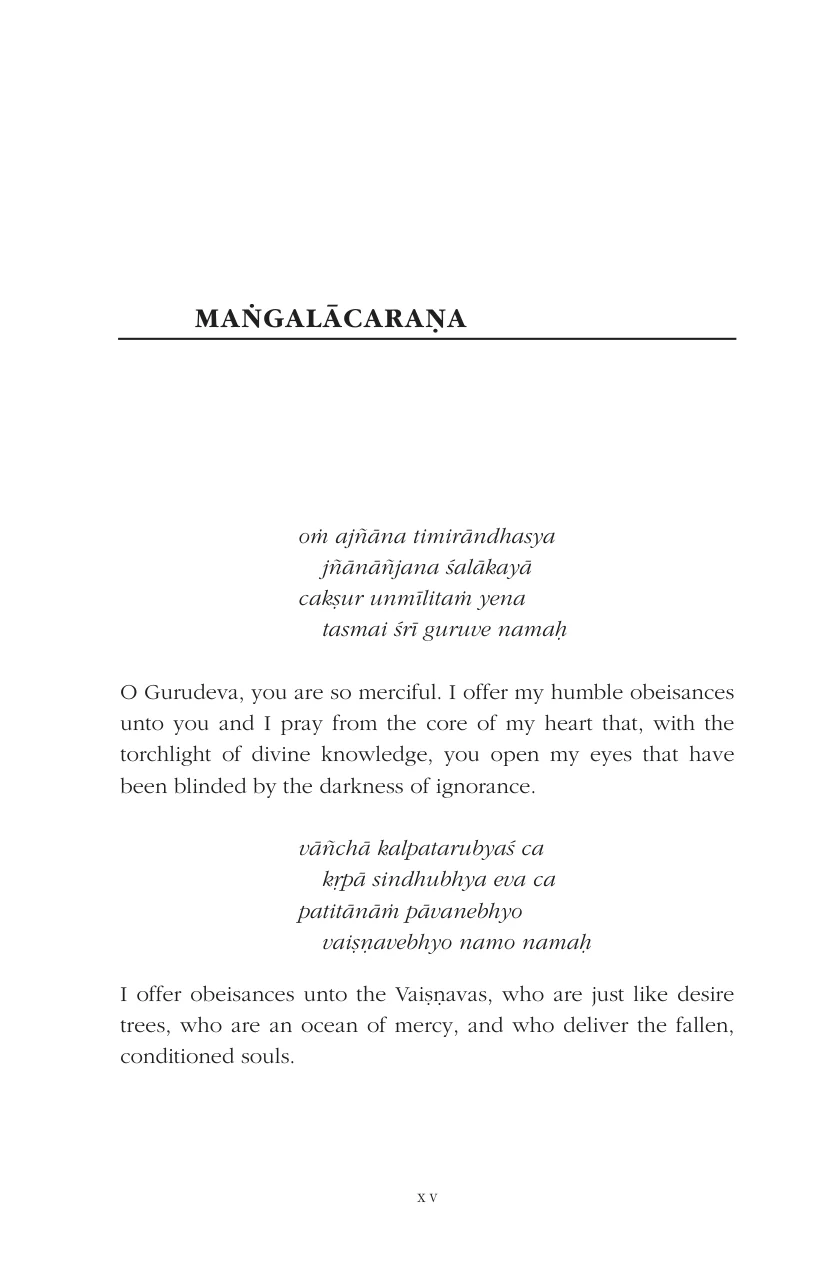 MAṄGALĀCARAṆA
oṁ ajñāna timirāndhasya
jñānāñjana śalākayā
cakṣur unmīlitaṁ yena
tasmai śrī guruve namaḥ
O Gurudeva, you are so merciful. I offer my humble obeisances
unto you and I pray from the core of my heart that, with the
torchlight of divine knowledge, you open my eyes that have
been blinded by the darkness of ignorance.
vāñchā kalpatarubyaś ca
kṛpā sindhubhya eva ca
patitānāṁ pāvanebhyo
vaiṣṇavebhyo namo namaḥ
I offer obeisances unto the Vaiṣṇavas, who are just like desire
trees, who are an ocean of mercy, and who deliver the fallen,
conditioned souls.
xv